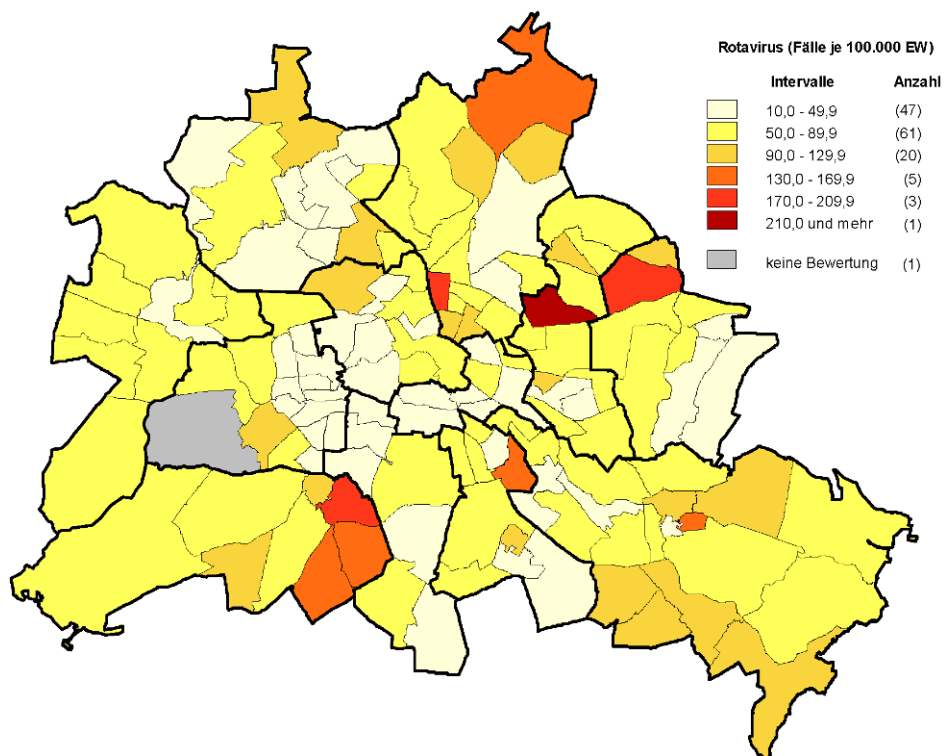 Rotavirus (Fälle je 100.000 EW)
Intervalle Anzahl
10,0 - 49,9 (47)
50,0 - 89,9 (61)
90,0 - 129,9 (20)
130,0 - 169,9 (5)
170,0 - 209,9 (3)
210,0 und mehr (1)
keine Bewertung (1)